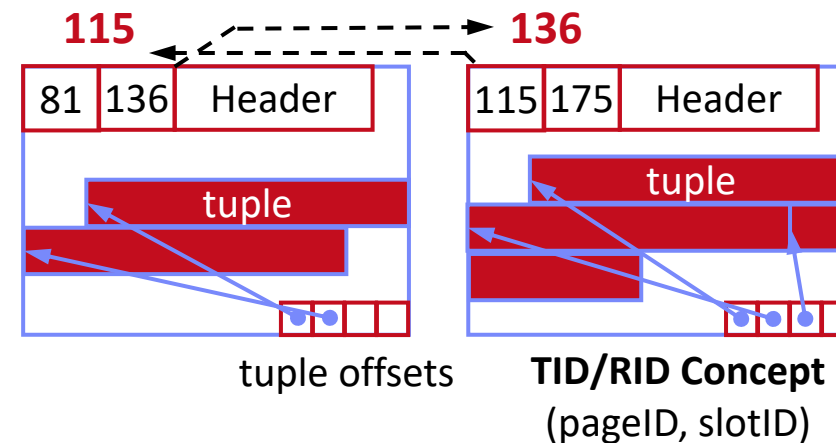 115 136
81 136 Header 115 175 Header
tuple tuple
tuple offsets
TID/RID Concept
(pageID, slotID)